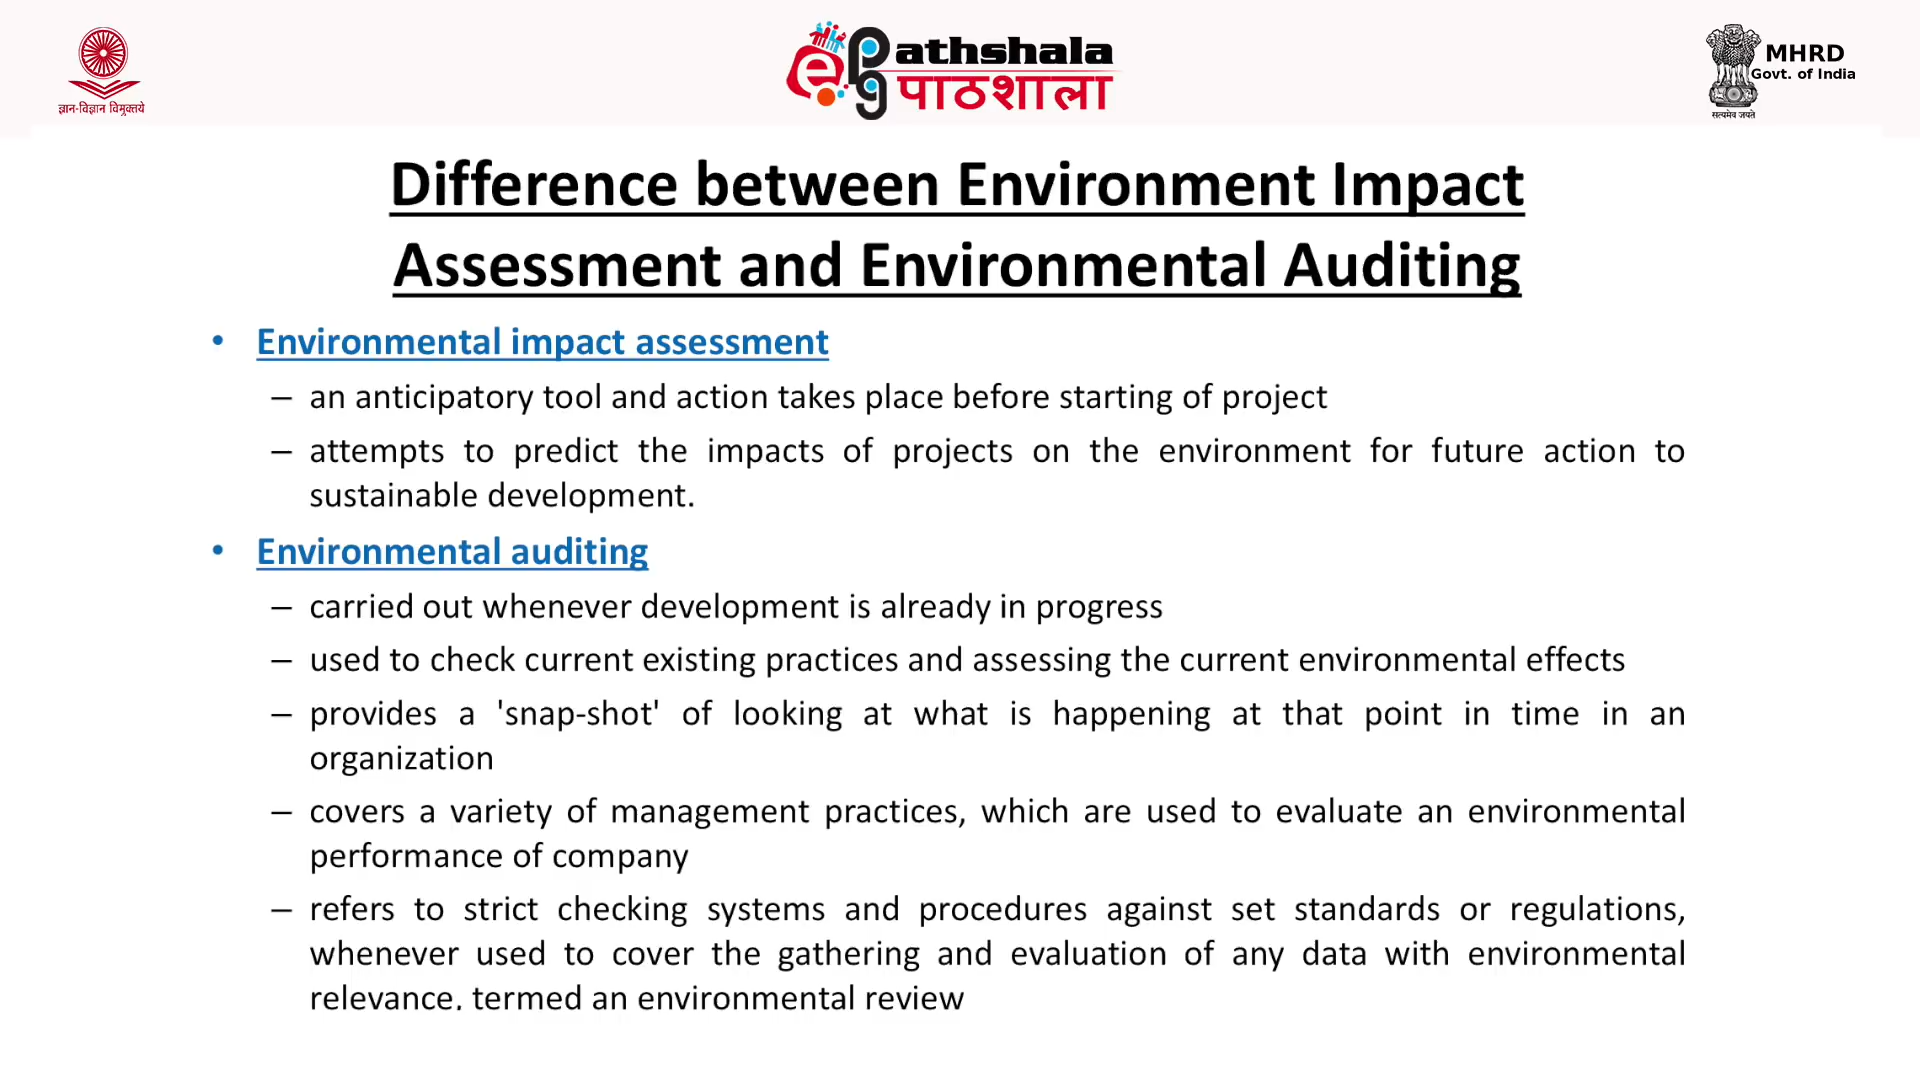 ज्ञान-विज्ञान विमुक्तये
ePG athshala
पाठशाला
MHRD
Govt. of India
सत्यमेव जयते
Difference between Environment Impact
Assessment and Environmental Auditing
• Environmental impact assessment
– an anticipatory tool and action takes place before starting of project
– attempts to predict the impacts of projects on the environment for future action to
sustainable development.
• Environmental auditing
– carried out whenever development is already in progress
– used to check current existing practices and assessing the current environmental effects
– provides a 'snap-shot' of looking at what is happening at that point in time in an
organization
– covers a variety of management practices, which are used to evaluate an environmental
performance of company
– refers to strict checking systems and procedures against set standards or regulations,
whenever used to cover the gathering and evaluation of any data with environmental
relevance, termed an environmental review